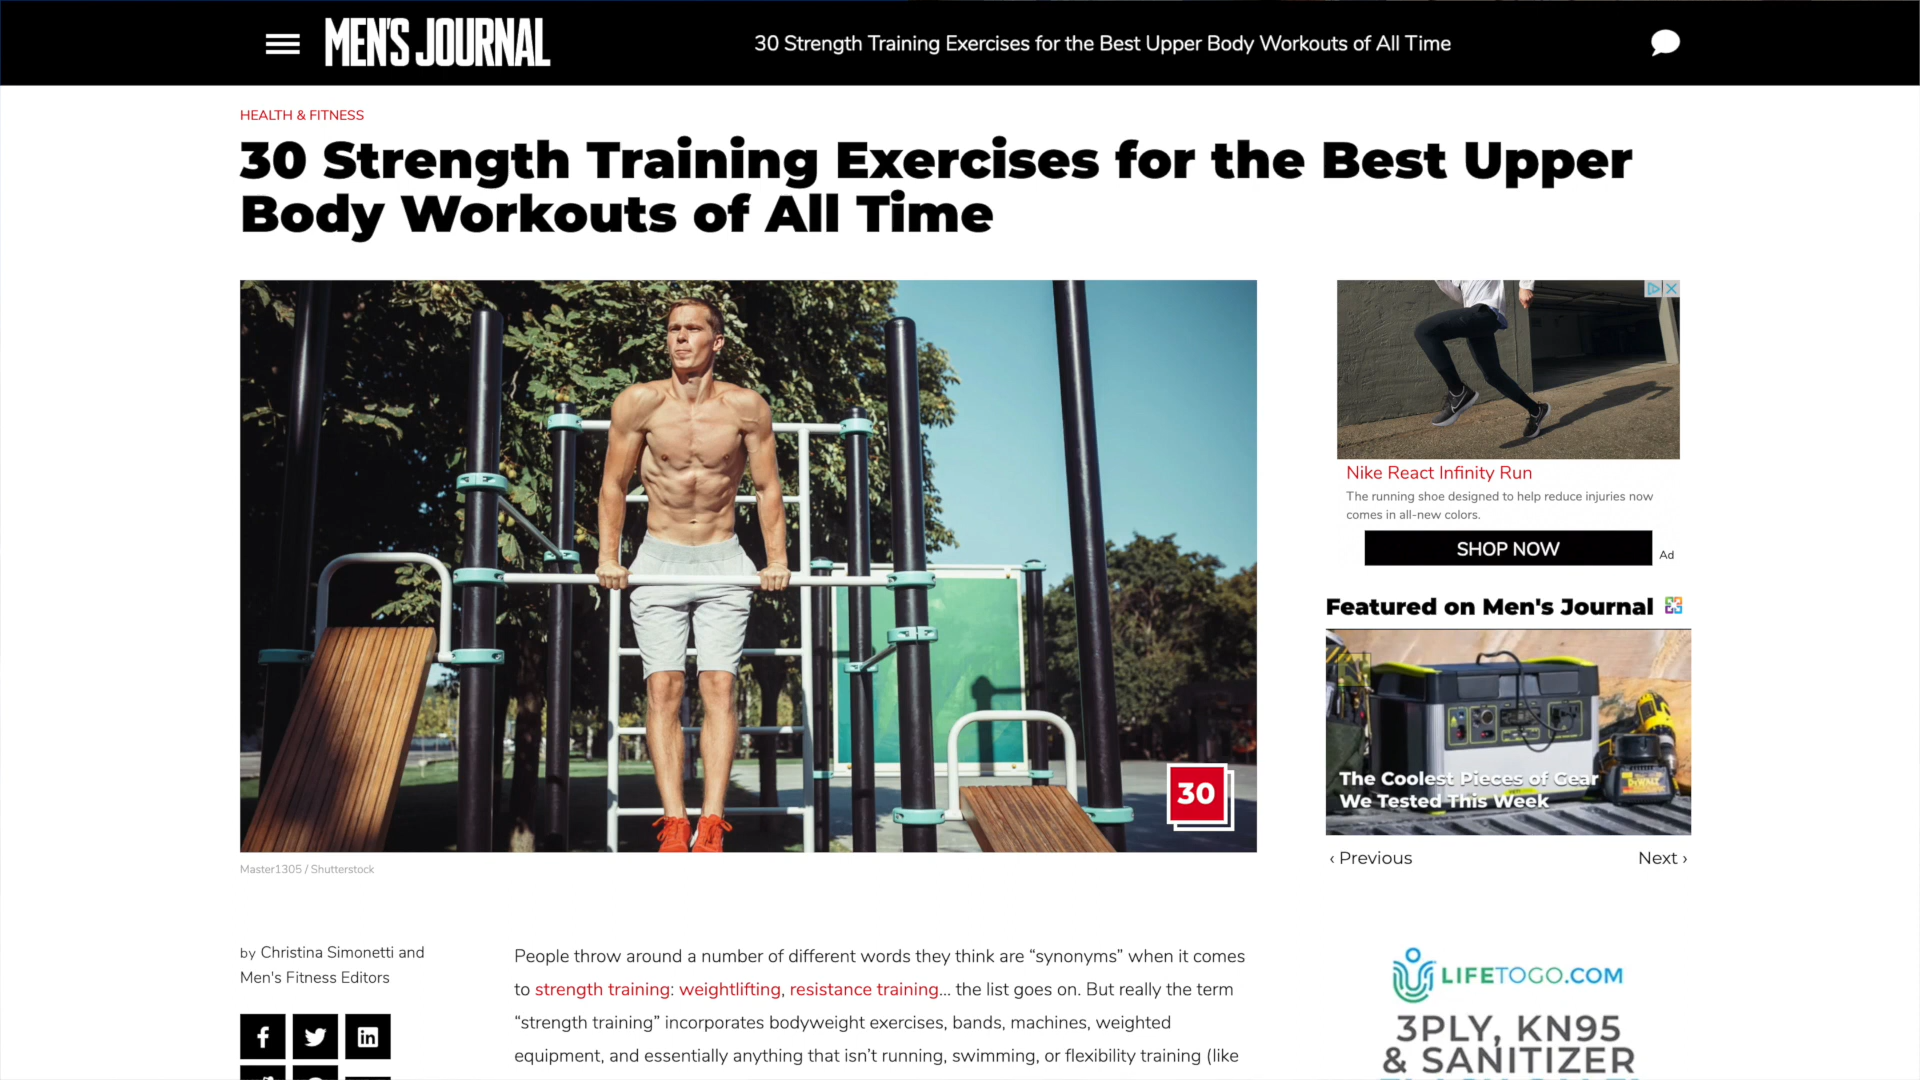 MEN'S JOURNAL
30 Strength Training Exercises for the Best Upper Body Workouts of All Time
HEALTH & FITNESS
30 Strength Training Exercises for the Best Upper
Body Workouts of All Time
30
Master1305 / Shutterstock
by Christina Simonetti and
Men's Fitness Editors
People throw around a number of different words they think are “synonyms” when it comes
to strength training: weightlifting, resistance training... the list goes on. But really the term
“strength training” incorporates bodyweight exercises, bands, machines, weighted
equipment, and essentially anything that isn’t running, swimming, or flexibility training (like
Nike React Infinity Run
The running shoe designed to help reduce injuries now
comes in all-new colors.
SHOP NOW
Ad
Featured on Men's Journal
The Coolest Pieces of Gear
We Tested This Week
‹ Previous
Next ›
LIFETOGO.COM
3PLY, KN95
& SANITIZER